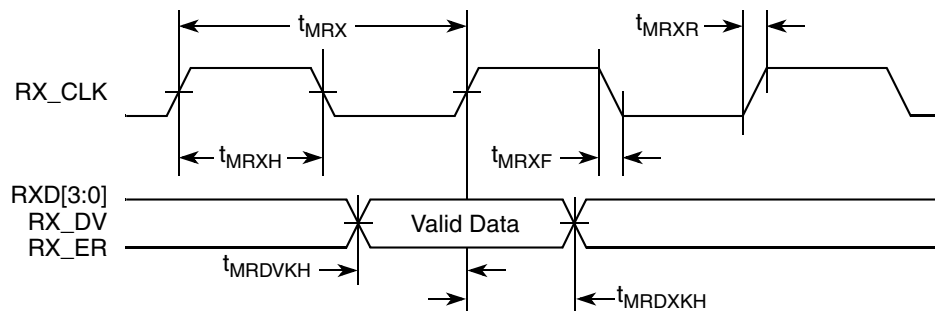 tMRX
tMRXR
RX_CLK
tMRXH
tMRXF
RXD[3:0]
RX_DV
RX_ER
Valid Data
tMRDVKH
tMRDXKH